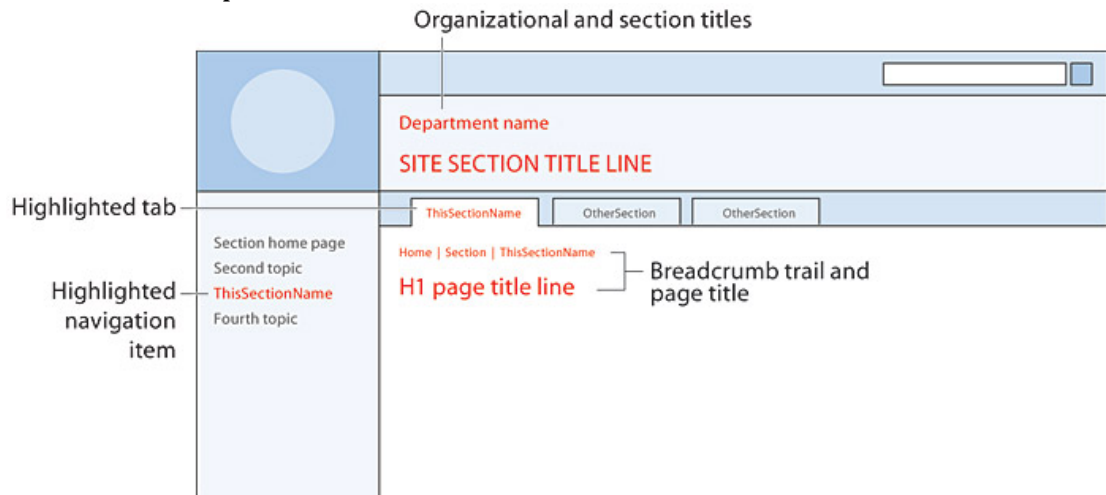 Organizational and section titles
Department name
SITE SECTION TITLE LINE
Highlighted tab
ThisSectionName
OtherSection
OtherSection
Section home page
Second topic
ThisSectionName
Fourth topic
Highlighted
navigation
item
Home | Section | ThisSectionName
H1 page title line
Breadcrumb trail and
page title